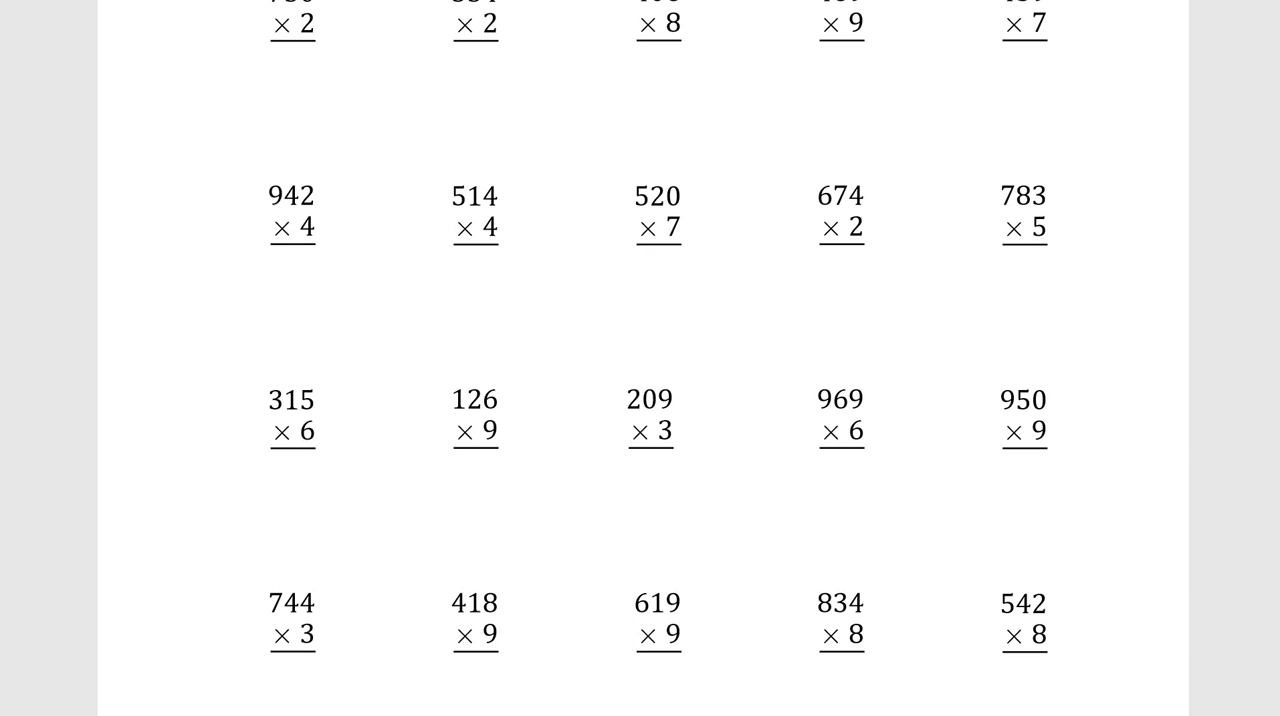 × 2 × 2 × 8 × 9 × 7
942 514 520 674 783
× 4 × 4 × 7 × 2 × 5
315 126 209 969 950
× 6 × 9 × 3 × 6 × 9
744 418 619 834 542
× 3 × 9 × 9 × 8 × 8